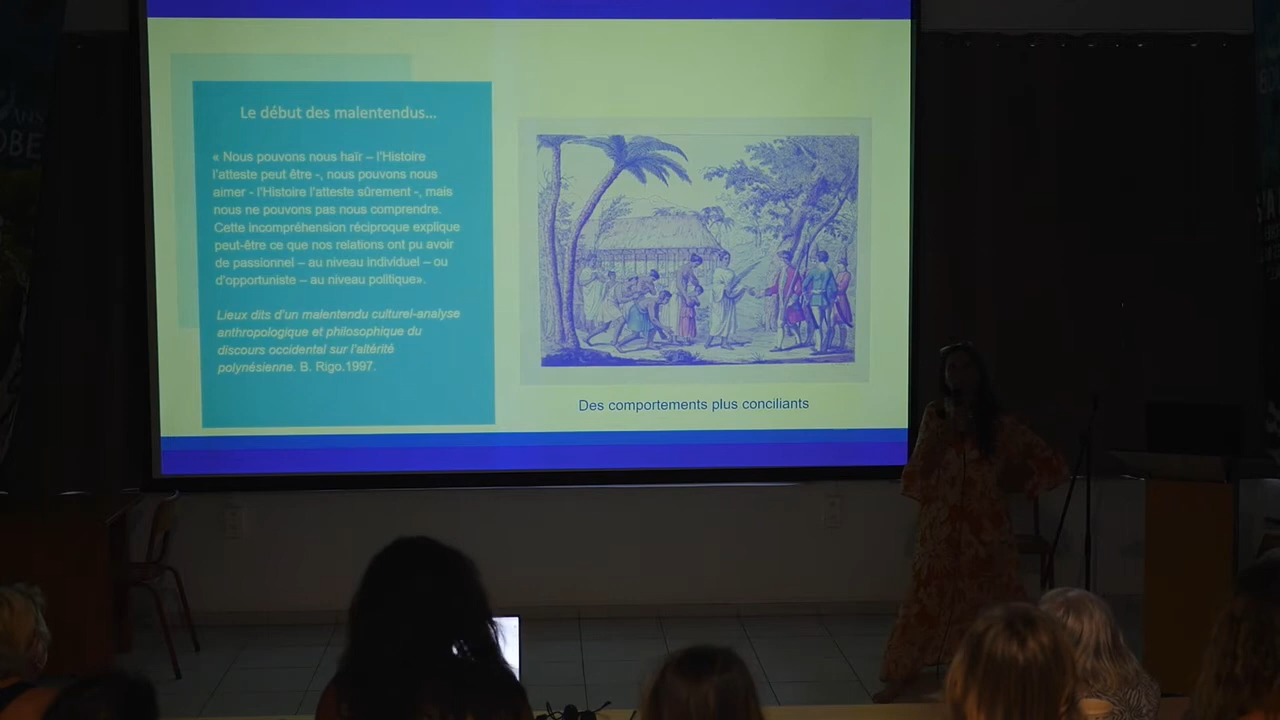 Le début des malentendus...
« Nous pouvons nous haïr – l'Histoire
l'atteste peut être -, nous pouvons nous
aimer - l'Histoire l'atteste sûrement -, mais
nous ne pouvons pas nous comprendre.
Cette incompréhension réciproque explique
peut-être ce que nos relations ont pu avoir
de passionnel – au niveau individuel – ou
d'opportuniste – au niveau politique».
Lieux dits d'un malentendu culturel-analyse
anthropologique et philosophique du
discours occidental sur l'altérité
polynésienne. B. Rigo.1997.
Des comportements plus conciliants